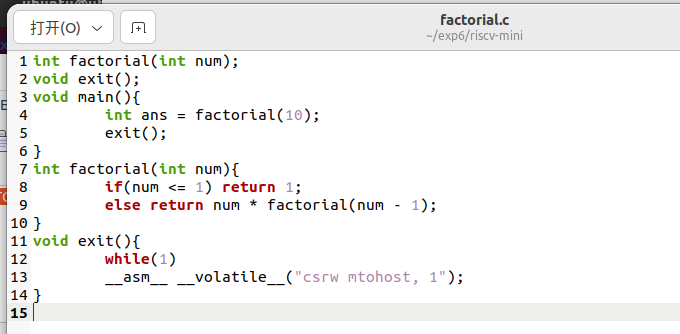 打开(O)
factorial.c
~/exp6/riscv-mini
1 int factorial(int num);
2 void exit();
3 void main(){
4         int ans = factorial(10);
5         exit();
6 }
7 int factorial(int num){
8         if(num <= 1) return 1;
9         else return num * factorial(num - 1);
10 }
11 void exit(){
12         while(1)
13         __asm__ __volatile__("csrw mtohost, 1");
14 }
15